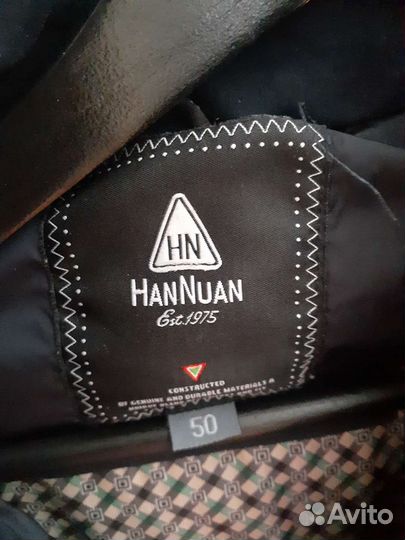 HN
HANNUAN
Est.1975
CONSTRUCTED
OF GENUINE AND DURABLE MATERIALS &
50
Avito